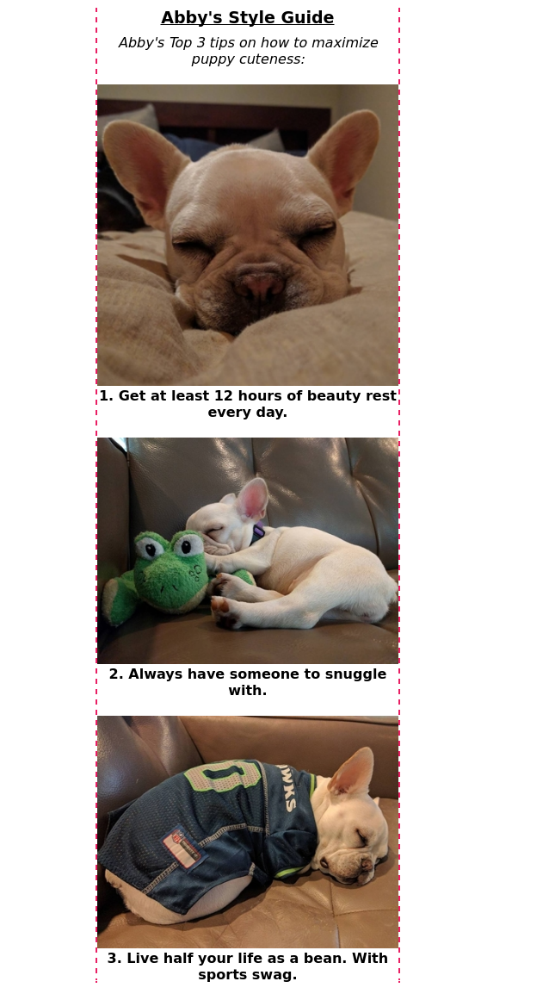 Abby's Style Guide
Abby's Top 3 tips on how to maximize
puppy cuteness:
1. Get at least 12 hours of beauty rest
every day.
2. Always have someone to snuggle
with.
0
WKS
3. Live half your life as a bean. With
sports swag.